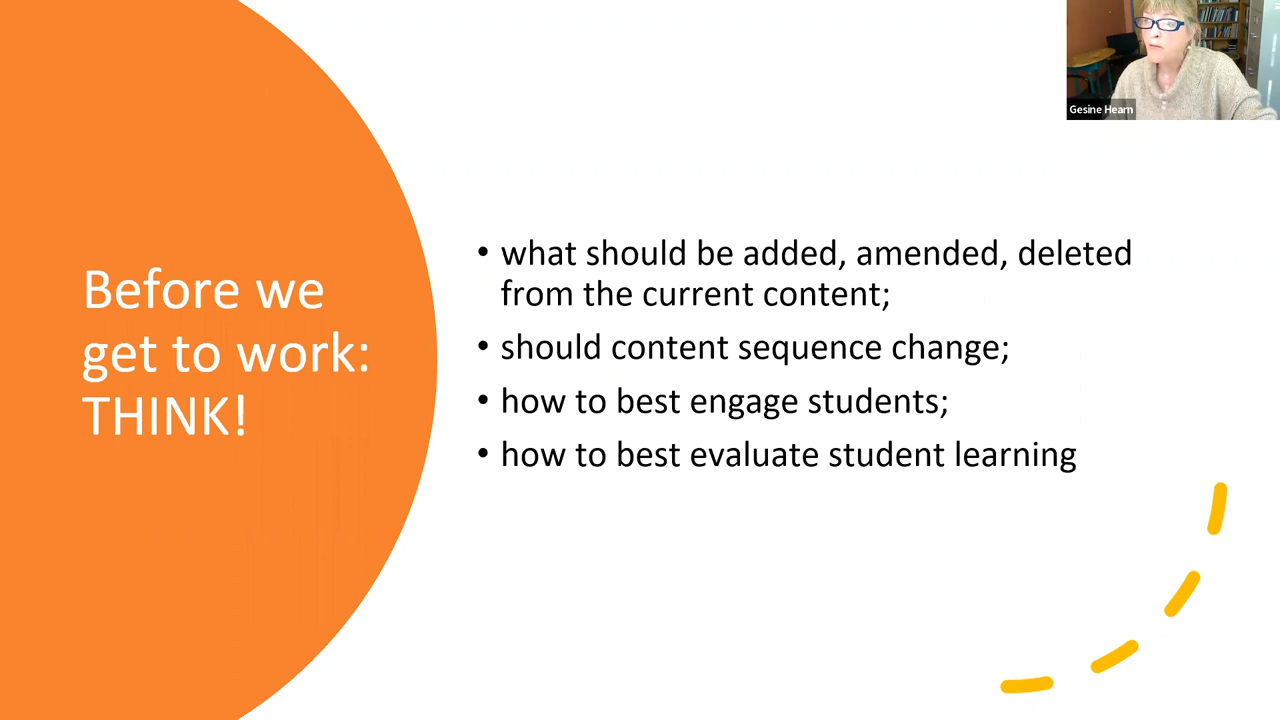 Before we
get to work:
THINK!
• what should be added, amended, deleted
from the current content;
• should content sequence change;
• how to best engage students;
• how to best evaluate student learning
Gesine Hearn